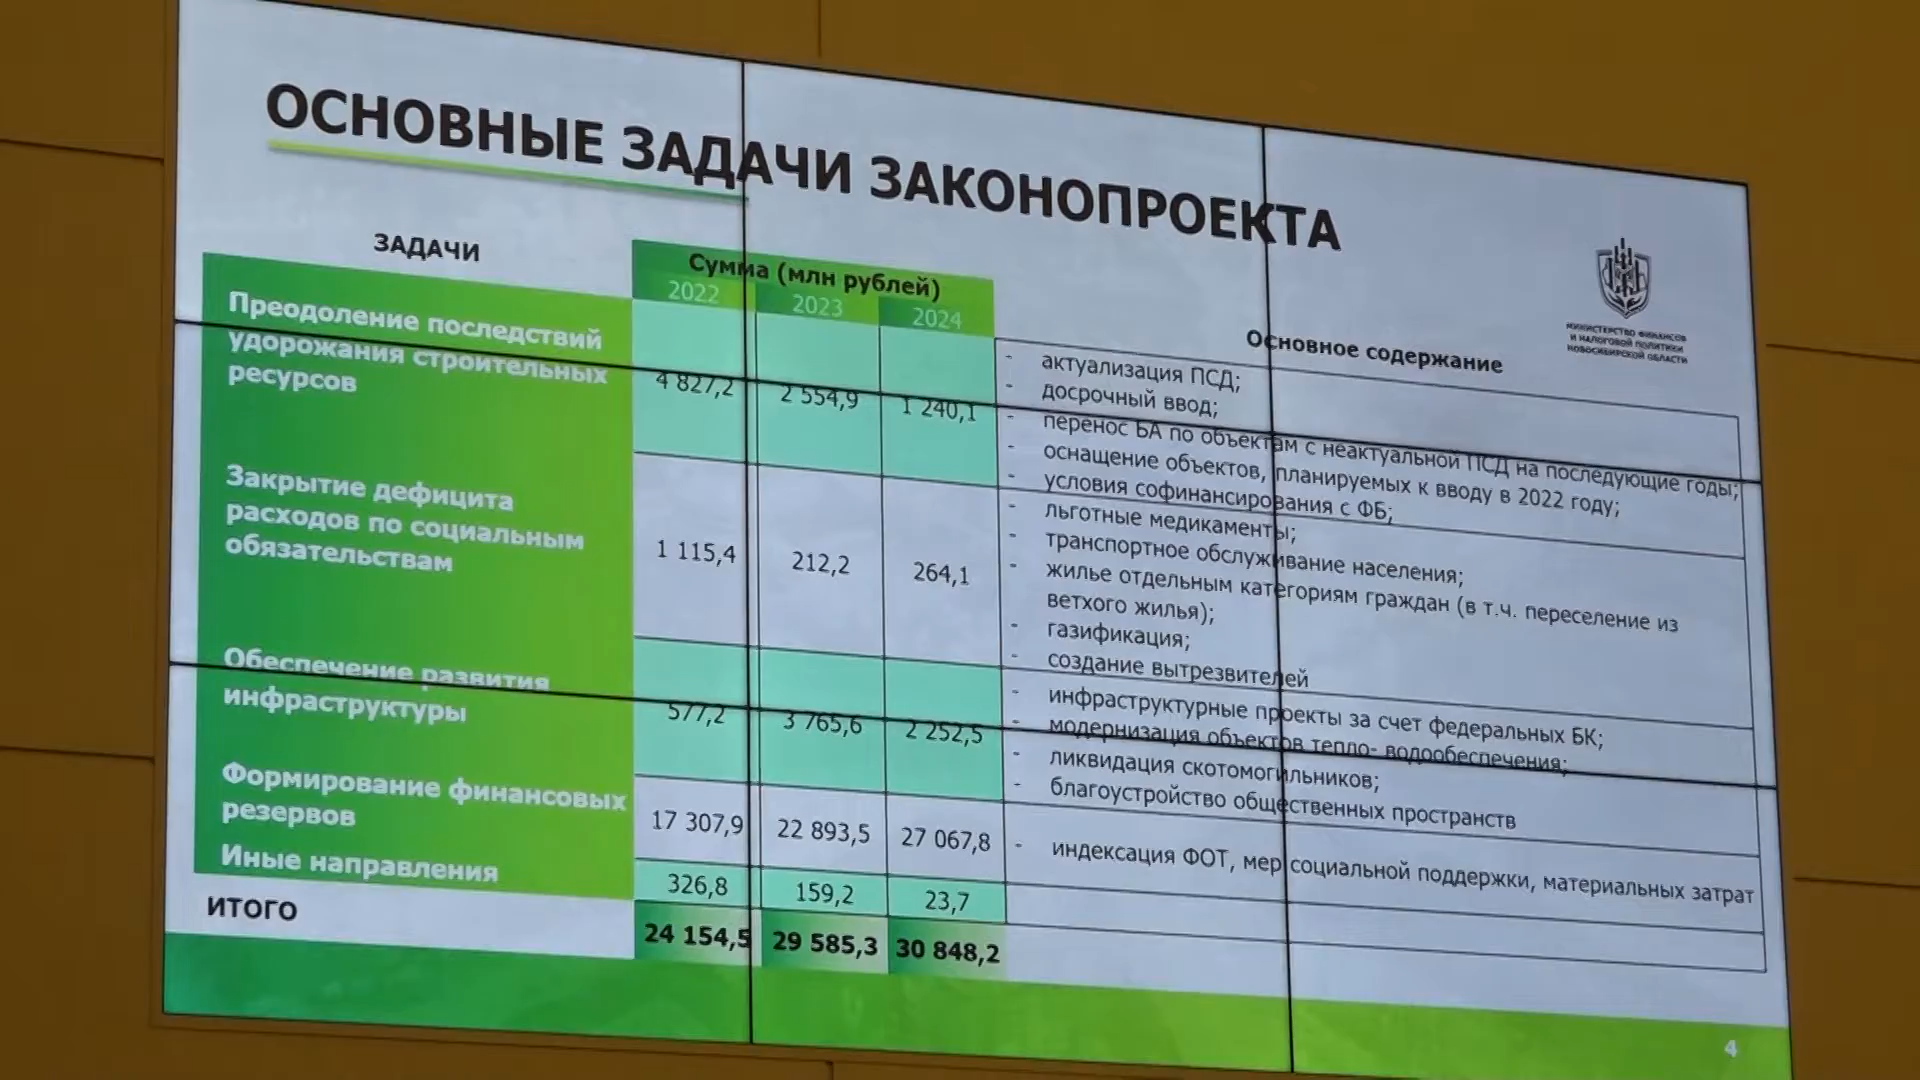 ОСНОВНЫЕ ЗАДАЧИ ЗАКОНОПРОЕКТА
МИНИСТЕРСТВО ФИНАНСОВ
И НАЛОГОВОЙ ПОЛИТИКИ
НОВОСИБИРСКОЙ ОБЛАСТИ
ЗАДАЧИ
Сумма (млн рублей)
2022 2023 2024
Основное содержание
Преодоление последствий
удорожания строительных
ресурсов
4 827,2 2 554,9 1 240,1
- актуализация ПСД;
- досрочный ввод;
- перенос БА по объектам с неактуальной ПСД на последующие годы;
- оснащение объектов, планируемых к вводу в 2022 году;
- условия софинансирования с ФБ;
Закрытие дефицита
расходов по социальным
обязательствам
1 115,4 212,2 264,1
- льготные медикаменты;
- транспортное обслуживание населения;
- жилье отдельным категориям граждан (в т.ч. переселение из
ветхого жилья);
- газификация;
- создание вытрезвителей
Обеспечение развития
инфраструктуры
577,2 3 765,6 2 252,5
- инфраструктурные проекты за счет федеральных БК;
- модернизация объектов тепло- водообеспечения;
- ликвидация скотомогильников;
- благоустройство общественных пространств
Формирование финансовых
резервов
17 307,9 22 893,5 27 067,8
- индексация ФОТ, мер социальной поддержки, материальных затрат
Иные направления
326,8 159,2 23,7
ИТОГО
24 154,5 29 585,3 30 848,2
4